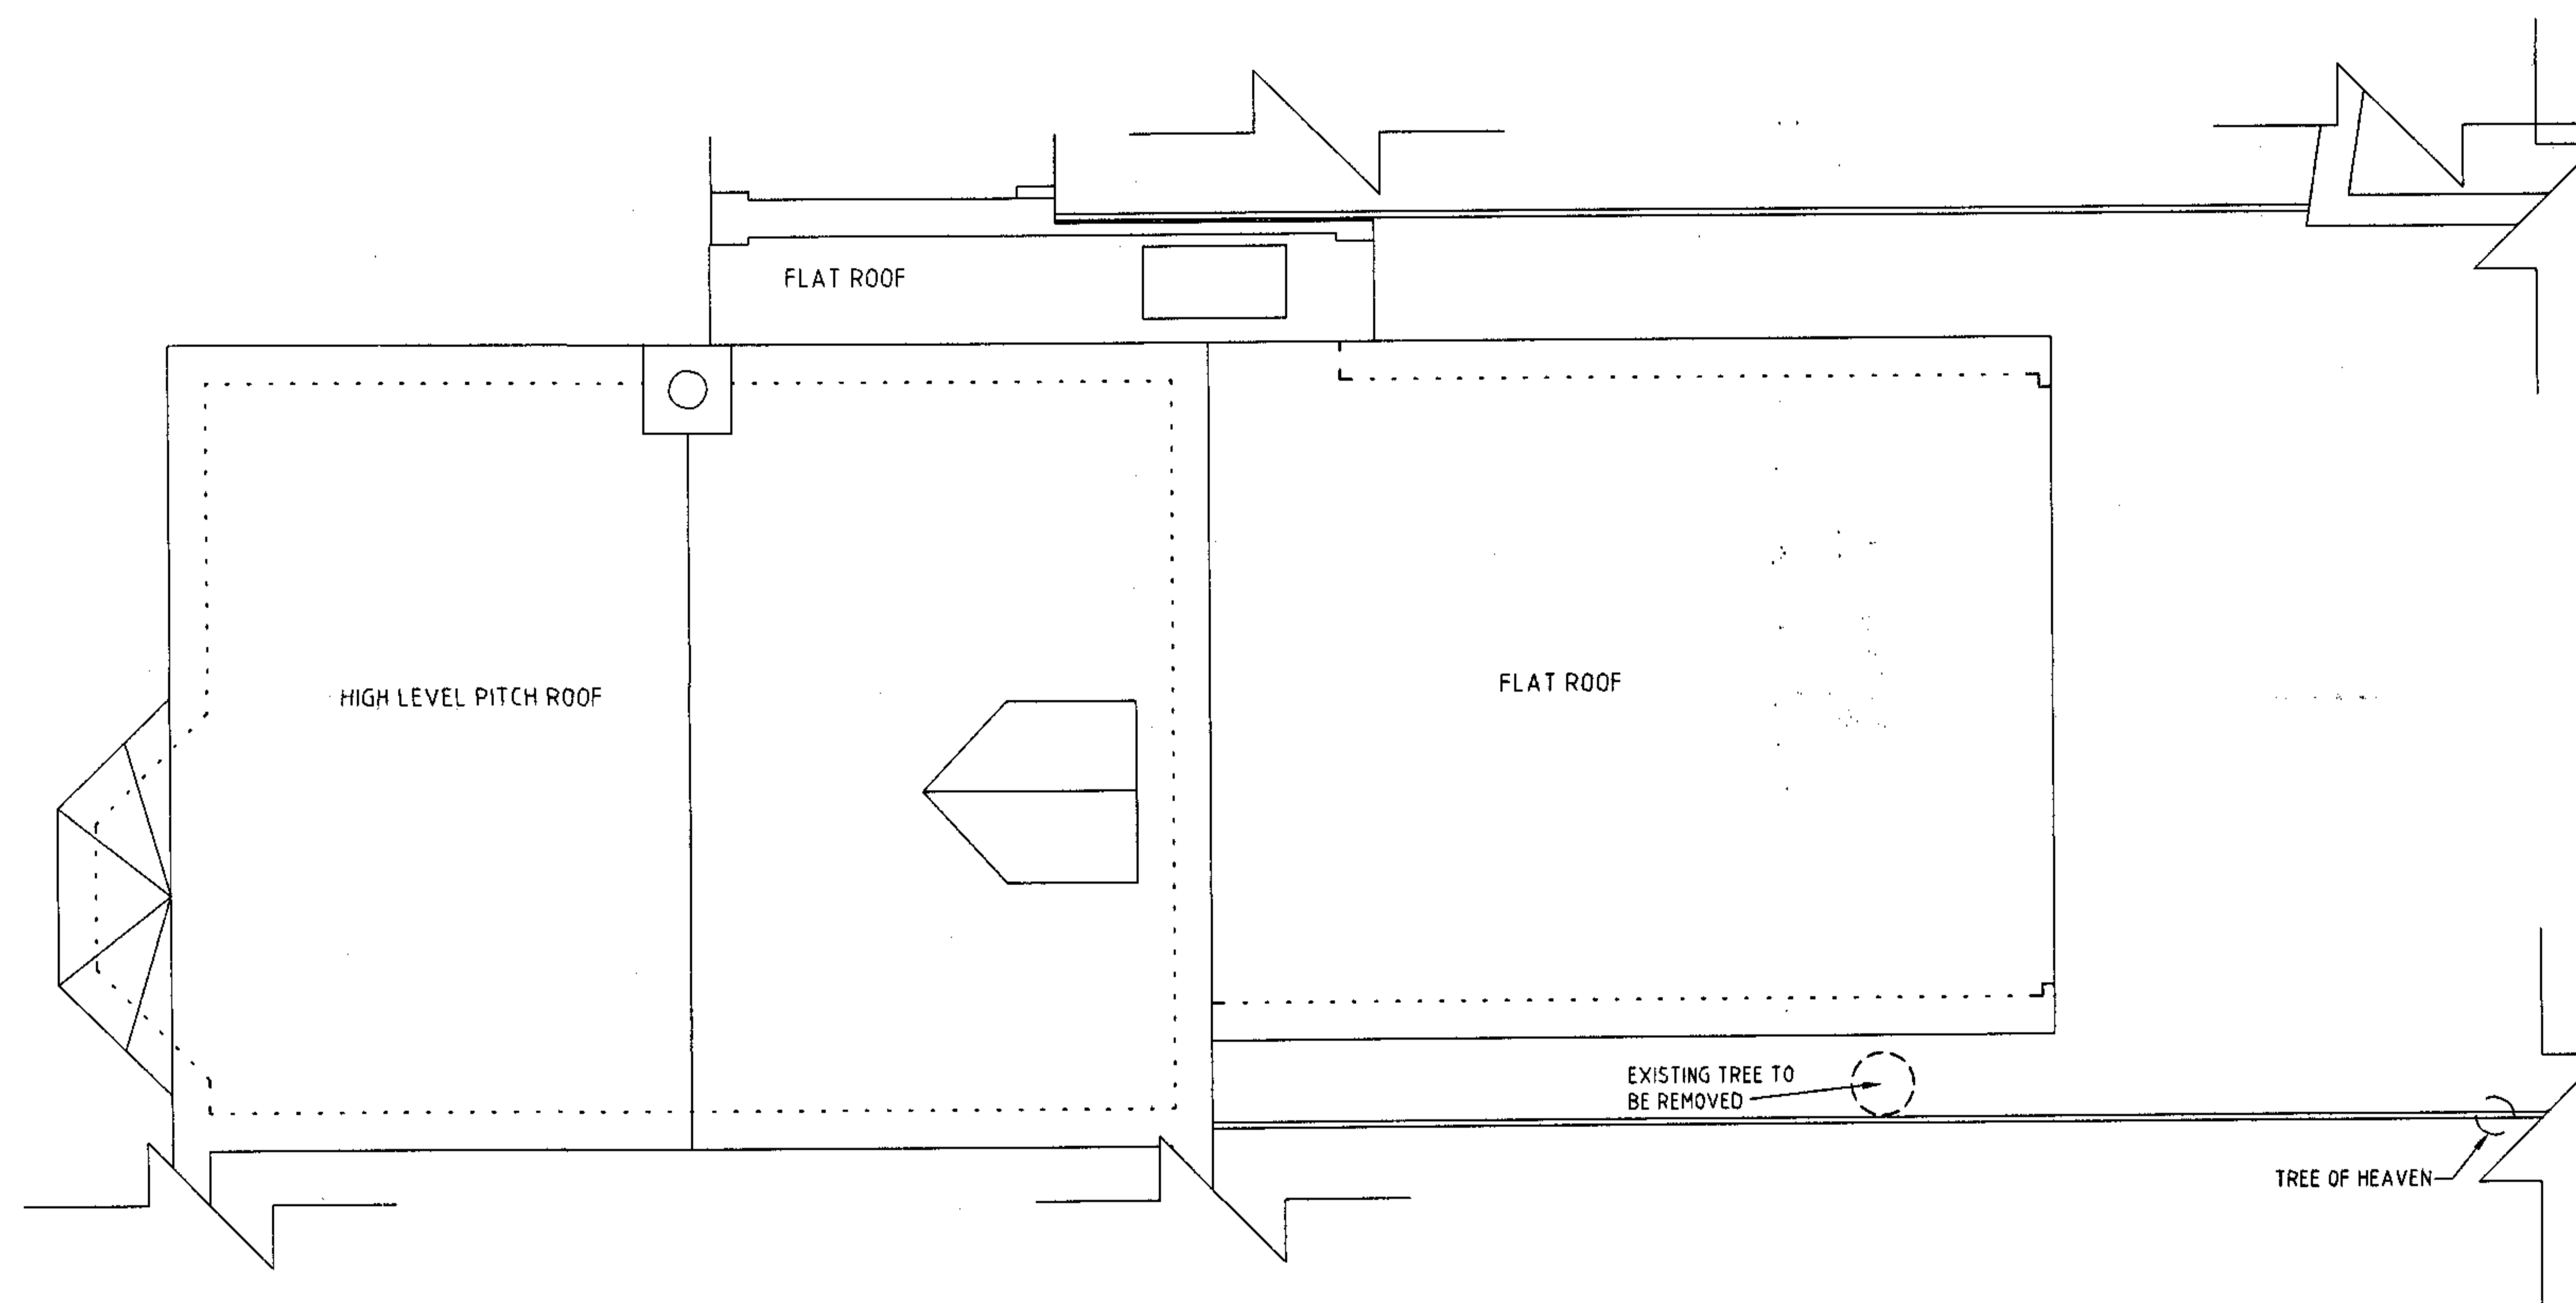 FLAT ROOF
HIGH LEVEL PITCH ROOF
FLAT ROOF
EXISTING TREE TO
BE REMOVED
TREE OF HEAVEN